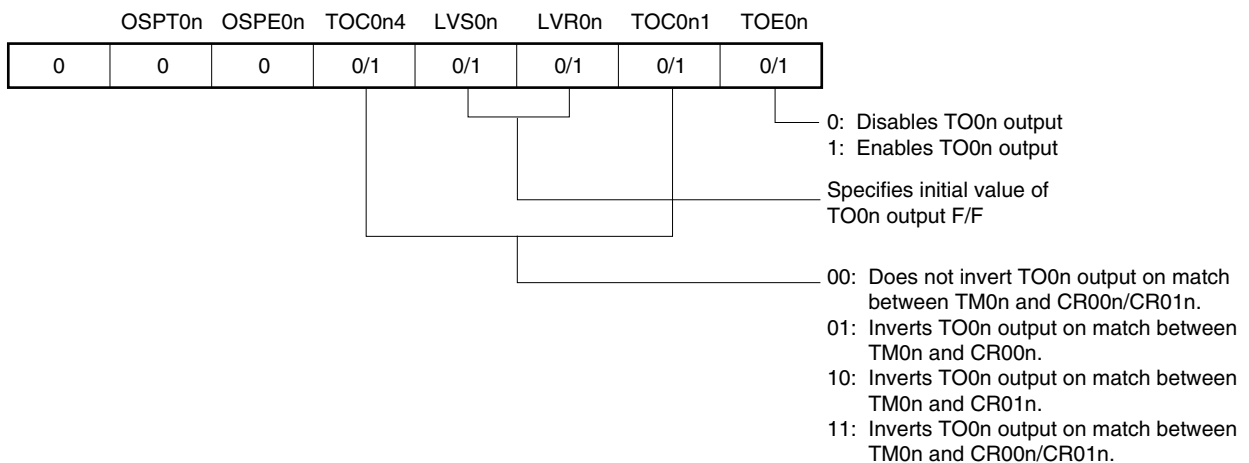 OSPT0n OSPE0n TOC0n4 LVS0n LVR0n TOC0n1 TOE0n
0 0 0 0/1 0/1 0/1 0/1 0/1
0: Disables TO0n output
1: Enables TO0n output
Specifies initial value of
TO0n output F/F
00: Does not invert TO0n output on match
between TM0n and CR00n/CR01n.
01: Inverts TO0n output on match between
TM0n and CR00n.
10: Inverts TO0n output on match between
TM0n and CR01n.
11: Inverts TO0n output on match between
TM0n and CR00n/CR01n.